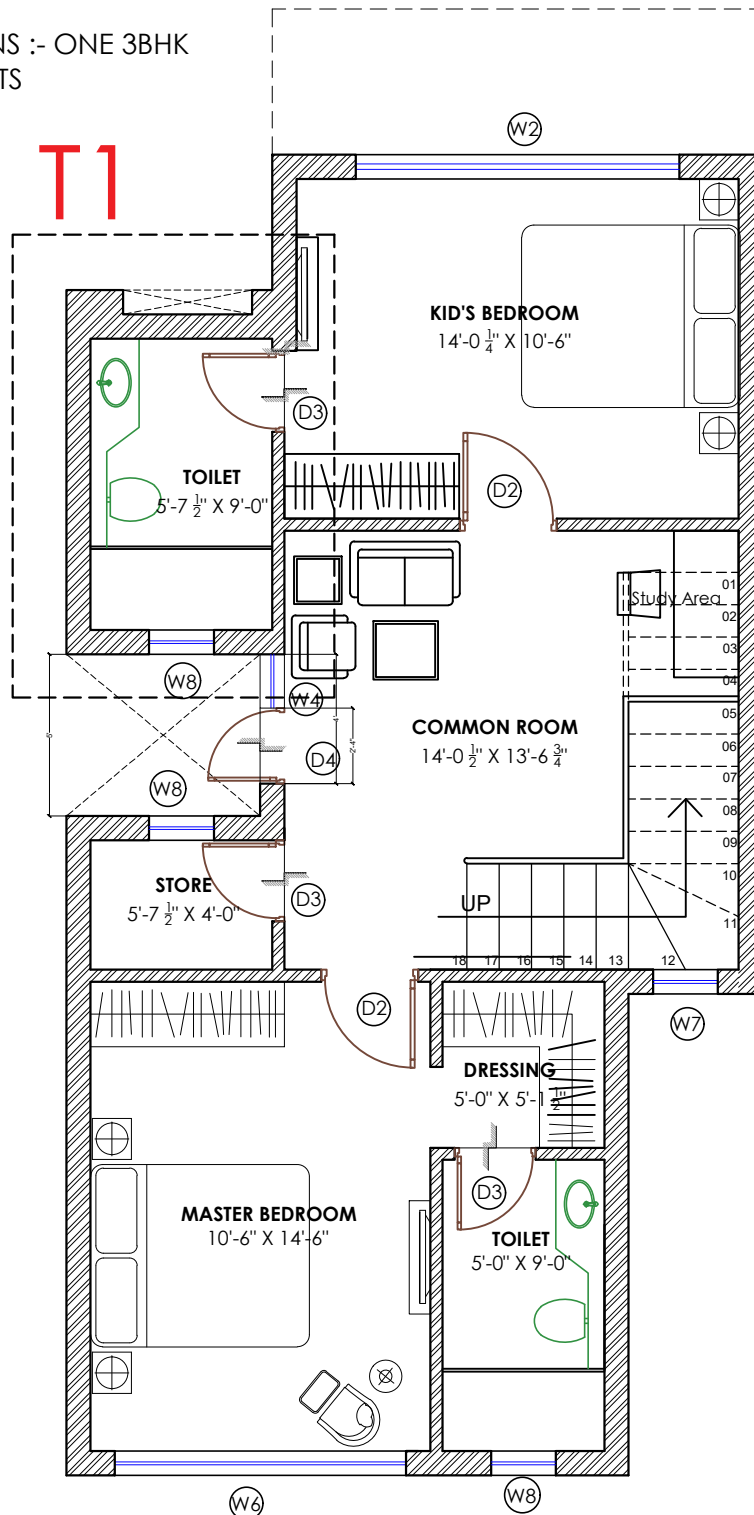 NS :- ONE 3BHK
TS
T1
W2
KID'S BEDROOM
14'-0 1/4" X 10'-6"
D3
TOILET
5'-7 1/2" X 9'-0"
D2
Study Area
01
02
03
04
05
06
07
08
09
10
11
W8
W4
COMMON ROOM
14'-0 1/2" X 13'-6 3/4"
D4
2'-4"
W8
STORE
5'-7 1/2" X 4'-0"
D3
UP
18 17 16 15 14 13 12
D2
W7
DRESSING
5'-0" X 5'-1 1/2"
D3
MASTER BEDROOM
10'-6" X 14'-6"
TOILET
5'-0" X 9'-0"
W6
W8